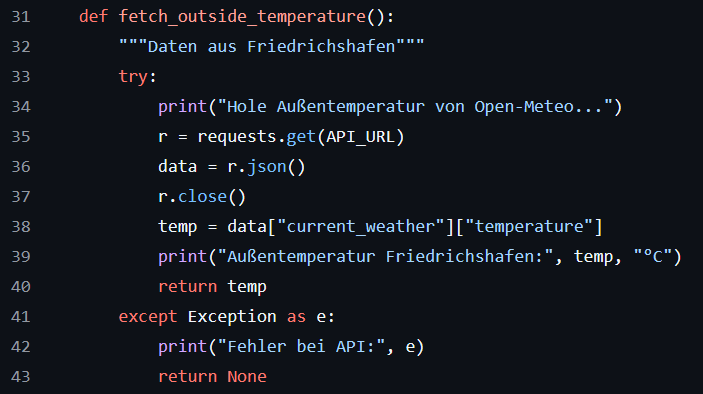 31 def fetch_outside_temperature():
32 """Daten aus Friedrichshafen"""
33 try:
34 print("Hole Außentemperatur von Open-Meteo...")
35 r = requests.get(API_URL)
36 data = r.json()
37 r.close()
38 temp = data["current_weather"]["temperature"]
39 print("Außentemperatur Friedrichshafen:", temp, "°C")
40 return temp
41 except Exception as e:
42 print("Fehler bei API:", e)
43 return None